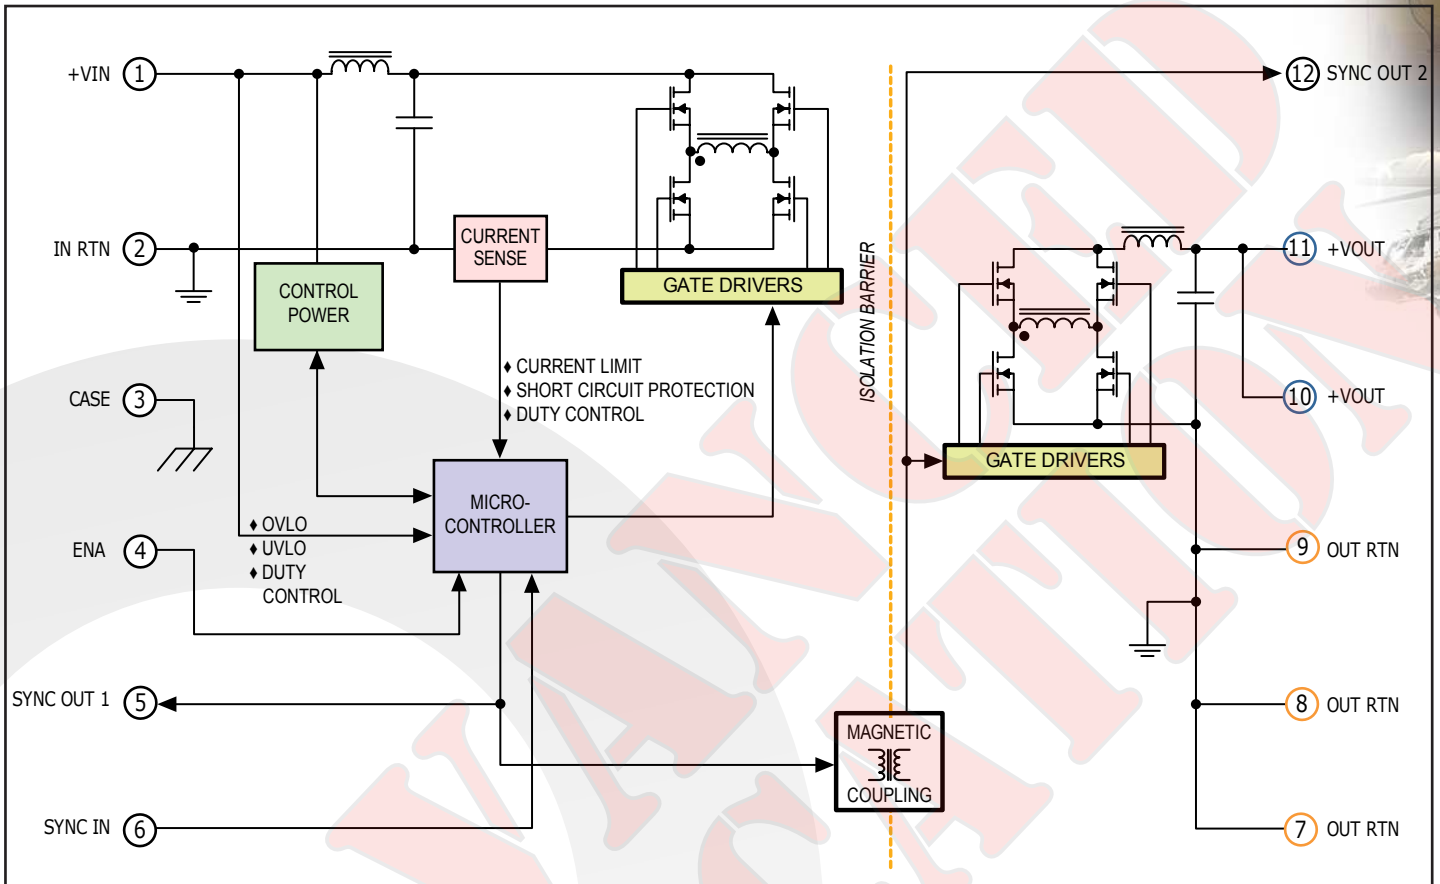 +VIN 1
12 SYNC OUT 2
IN RTN 2
CURRENT
SENSE
GATE DRIVERS
CONTROL
POWER
ISOLATION BARRIER
11 +VOUT
♦ CURRENT LIMIT
♦ SHORT CIRCUIT PROTECTION
♦ DUTY CONTROL
CASE 3
10 +VOUT
GATE DRIVERS
MICRO-
CONTROLLER
♦ OVLO
♦ UVLO
♦ DUTY
CONTROL
ENA 4
9 OUT RTN
SYNC OUT 1 5
8 OUT RTN
MAGNETIC
COUPLING
SYNC IN 6
7 OUT RTN
VANCED
CATION